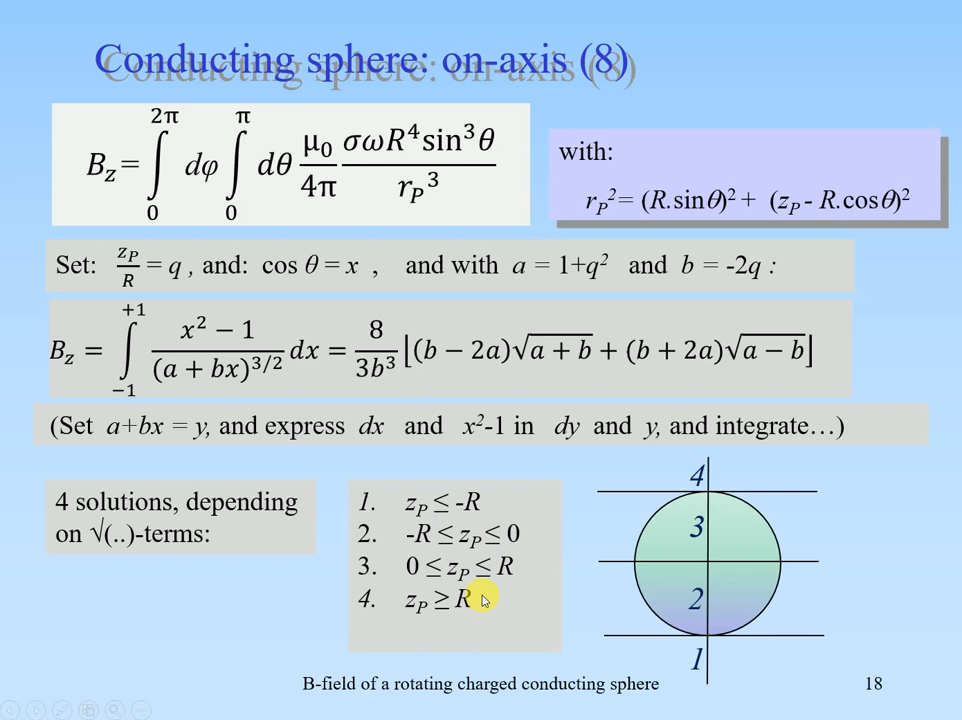 Conducting sphere: on-axis (8)
B_z = ∫₀^{2π} dφ ∫₀^{π} dθ μ₀/4π σωR⁴sin³θ/r_P³
with:
r_P² = (R.sinθ)² + (z_P - R.cosθ)²
Set: z_P/R = q , and: cos θ = x , and with a = 1+q² and b = -2q :
B_z = ∫_{−1}^{+1} (x² − 1)/(a + bx)^{3/2} dx = 8/3b³ ⌊(b − 2a)√(a + b) + (b + 2a)√(a − b)⌋
(Set a+bx = y, and express dx and x²-1 in dy and y, and integrate…)
4 solutions, depending
on √(..)-terms:
1. z_P ≤ -R
2. -R ≤ z_P ≤ 0
3. 0 ≤ z_P ≤ R
4. z_P ≥ R
4
3
2
1
B-field of a rotating charged conducting sphere
18